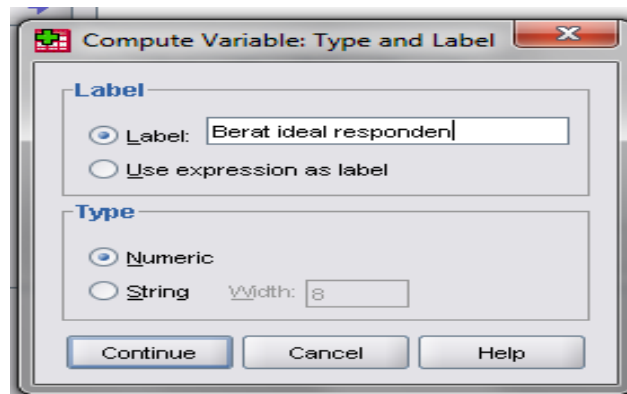 Compute Variable: Type and Label
Label
Label: Berat ideal responden
Use expression as label
Type
Numeric
String Width: 8
Continue Cancel Help